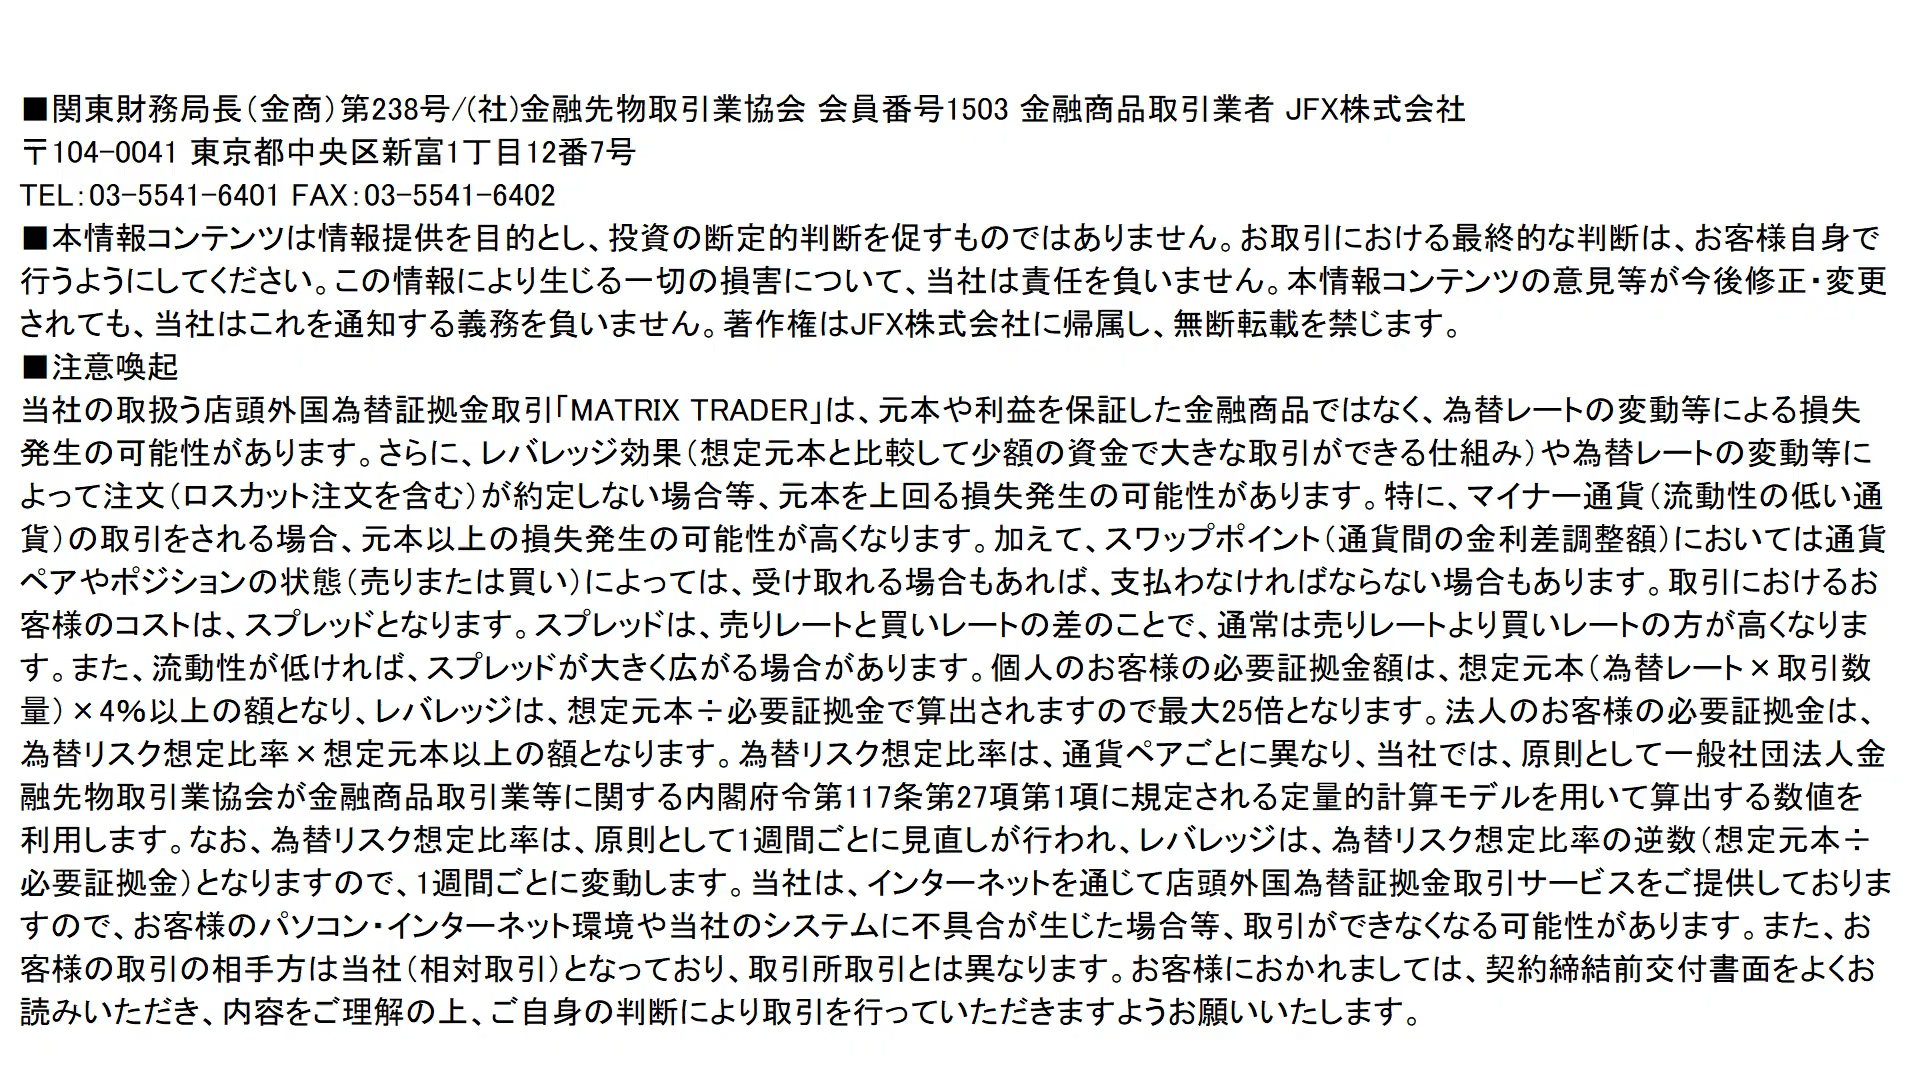 ■関東財務局長（金商）第238号/(社)金融先物取引業協会 会員番号1503 金融商品取引業者 JFX株式会社
〒104-0041 東京都中央区新富1丁目12番7号
TEL：03-5541-6401 FAX：03-5541-6402
■本情報コンテンツは情報提供を目的とし、投資の断定的判断を促すものではありません。お取引における最終的な判断は、お客様自身で
行うようにしてください。この情報により生じる一切の損害について、当社は責任を負いません。本情報コンテンツの意見等が今後修正・変更
されても、当社はこれを通知する義務を負いません。著作権はJFX株式会社に帰属し、無断転載を禁じます。
■注意喚起
当社の取扱う店頭外国為替証拠金取引「MATRIX TRADER」は、元本や利益を保証した金融商品ではなく、為替レートの変動等による損失
発生の可能性があります。さらに、レバレッジ効果（想定元本と比較して少額の資金で大きな取引ができる仕組み）や為替レートの変動等に
よって注文（ロスカット注文を含む）が約定しない場合等、元本を上回る損失発生の可能性があります。特に、マイナー通貨（流動性の低い通
貨）の取引をされる場合、元本以上の損失発生の可能性が高くなります。加えて、スワップポイント（通貨間の金利差調整額）においては通貨
ペアやポジションの状態（売りまたは買い）によっては、受け取れる場合もあれば、支払わなければならない場合もあります。取引におけるお
客様のコストは、スプレッドとなります。スプレッドは、売りレートと買いレートの差のことで、通常は売りレートより買いレートの方が高くなりま
す。また、流動性が低ければ、スプレッドが大きく広がる場合があります。個人のお客様の必要証拠金額は、想定元本（為替レート×取引数
量）×4%以上の額となり、レバレッジは、想定元本÷必要証拠金で算出されますので最大25倍となります。法人のお客様の必要証拠金は、
為替リスク想定比率×想定元本以上の額となります。為替リスク想定比率は、通貨ペアごとに異なり、当社では、原則として一般社団法人金
融先物取引業協会が金融商品取引業等に関する内閣府令第117条第27項第1項に規定される定量的計算モデルを用いて算出する数値を
利用します。なお、為替リスク想定比率は、原則として1週間ごとに見直しが行われ、レバレッジは、為替リスク想定比率の逆数（想定元本÷
必要証拠金）となりますので、1週間ごとに変動します。当社は、インターネットを通じて店頭外国為替証拠金取引サービスをご提供しておりま
すので、お客様のパソコン・インターネット環境や当社のシステムに不具合が生じた場合等、取引ができなくなる可能性があります。また、お
客様の取引の相手方は当社（相対取引）となっており、取引所取引とは異なります。お客様におかれましては、契約締結前交付書面をよくお
読みいただき、内容をご理解の上、ご自身の判断により取引を行っていただきますようお願いいたします。